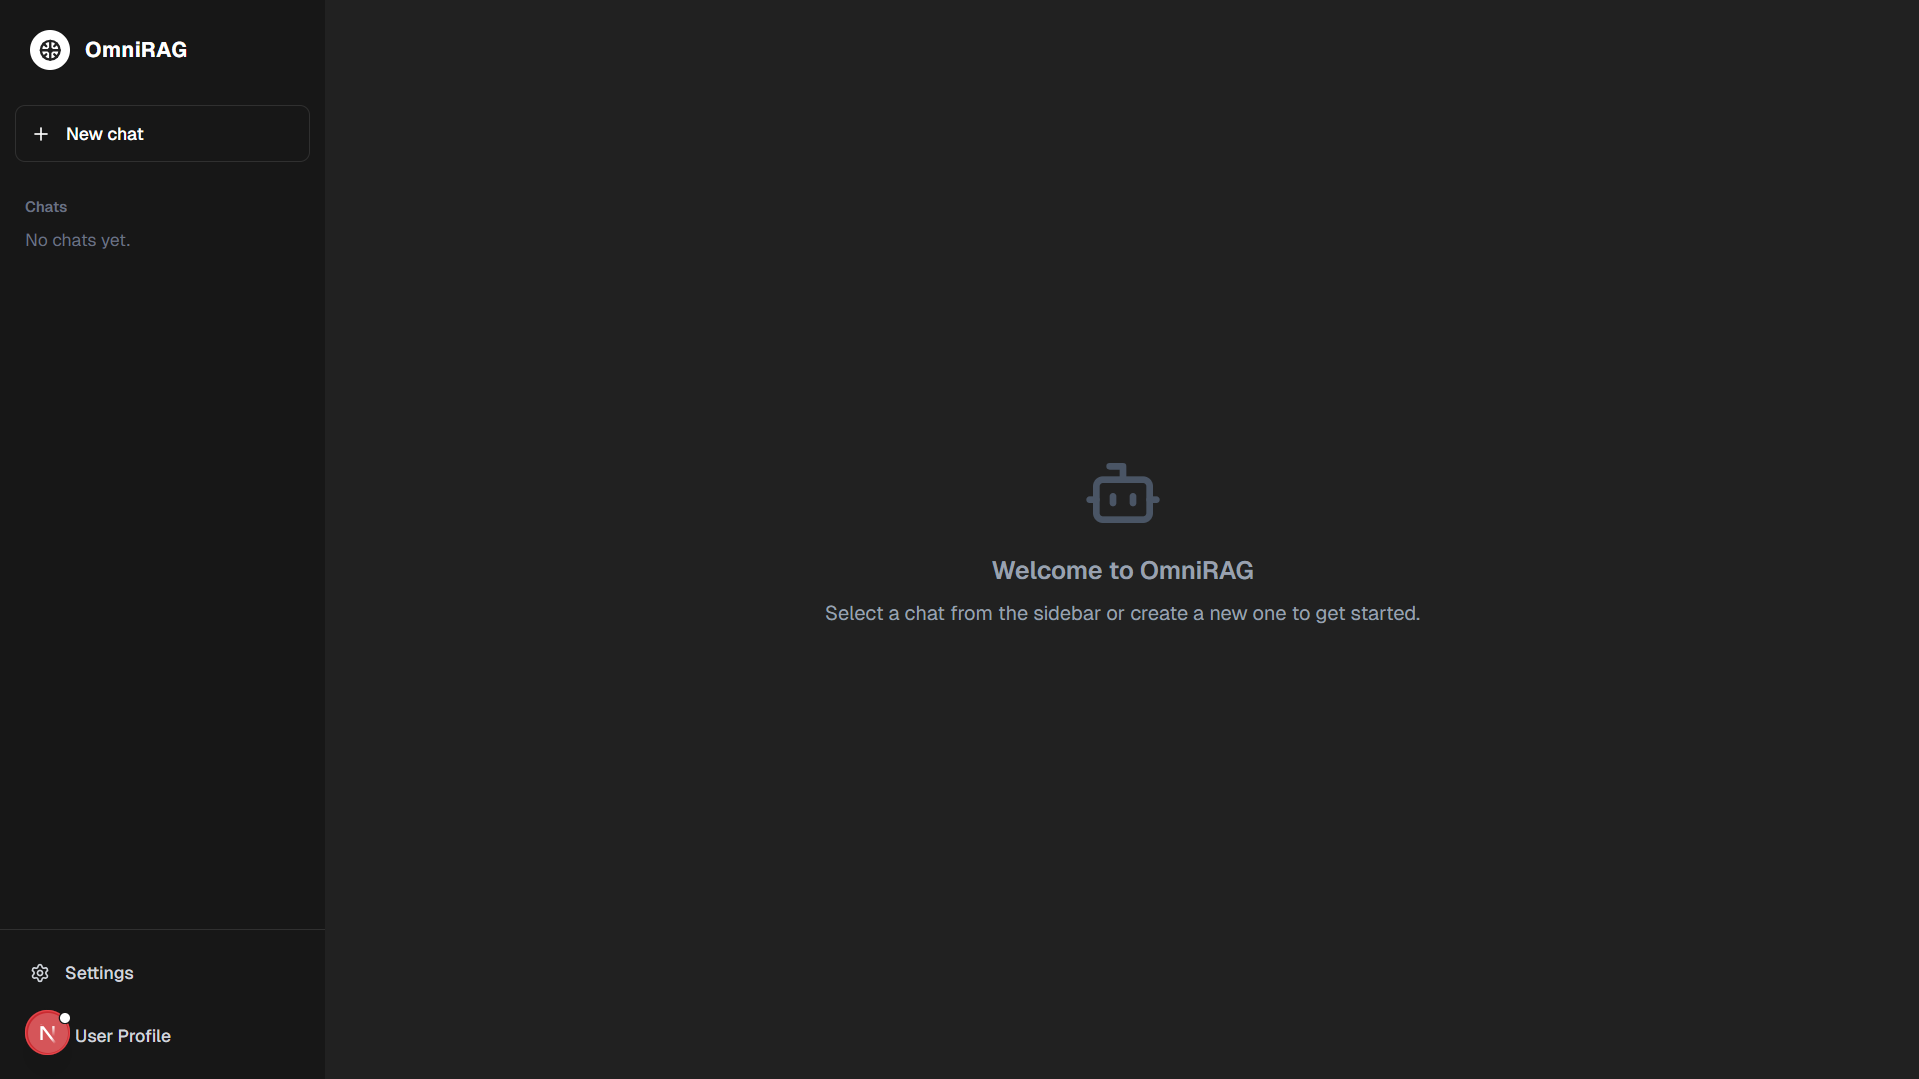 OmniRAG
New chat
Chats
No chats yet.
Welcome to OmniRAG
Select a chat from the sidebar or create a new one to get started.
Settings
N
User Profile